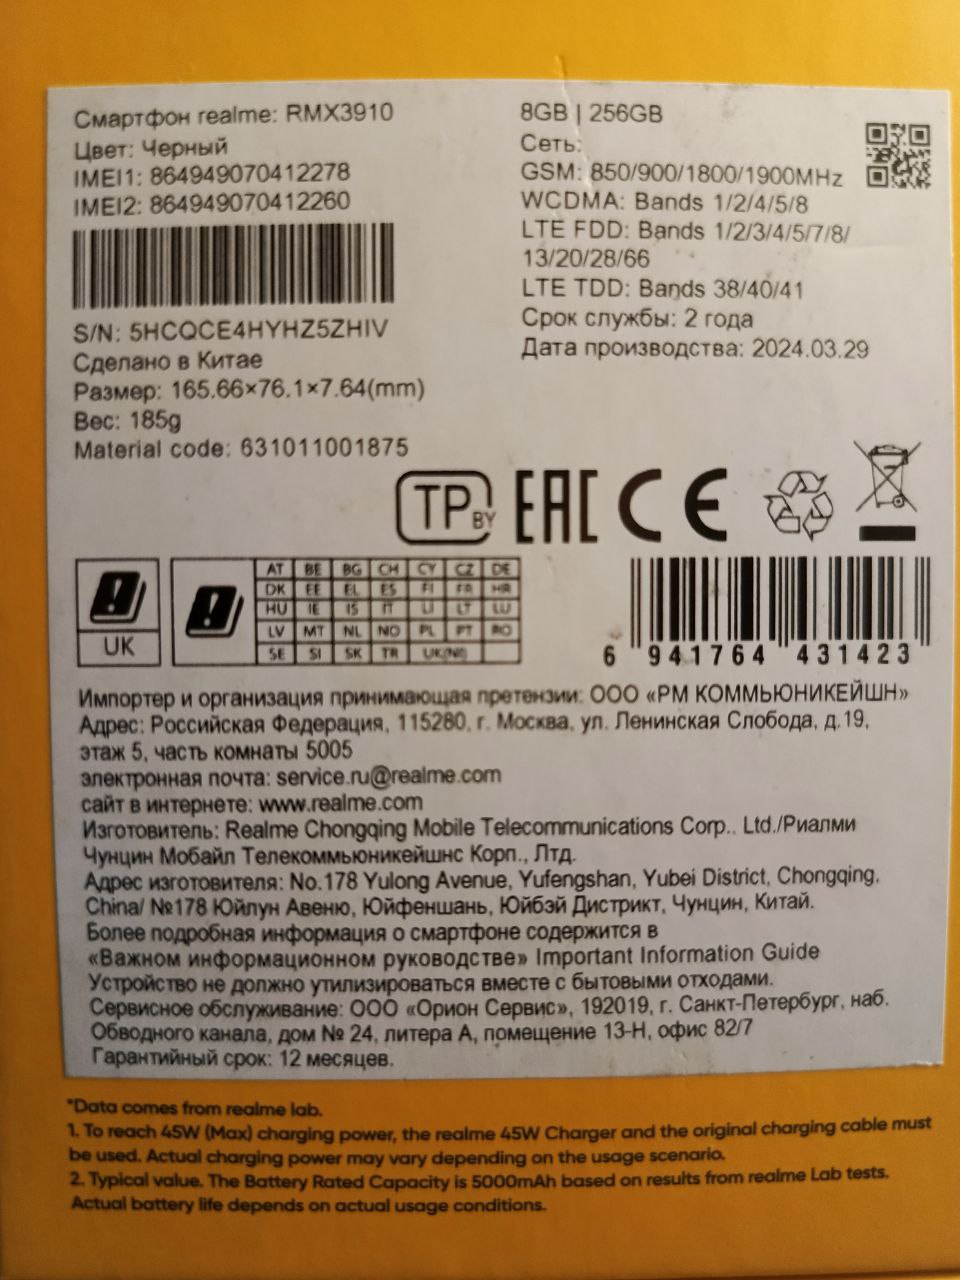 Смартфон realme: RMX3910
Цвет: Черный
IMEI1: 864949070412278
IMEI2: 864949070412260
S/N: 5HCQCE4HYHZ5ZHIV
Сделано в Китае
Размер: 165.66×76.1×7.64(mm)
Вес: 185g
Material code: 631011001875
8GB | 256GB
Сеть:
GSM: 850/900/1800/1900MHz
WCDMA: Bands 1/2/4/5/8
LTE FDD: Bands 1/2/3/4/5/7/8/
13/20/28/66
LTE TDD: Bands 38/40/41
Срок службы: 2 года
Дата производства: 2024.03.29
TP BY EAC CE
UK
AT BE BG CH CY CZ DE
DK EE EL ES FI FR HR
HU IE IS IT LI LT LU
LV MT NL NO PL PT RO
SE SI SK TR UK(NI)
6 941764 431423
Импортер и организация принимающая претензии: ООО «РМ КОММЬЮНИКЕЙШН»
Адрес: Российская Федерация, 115280, г. Москва, ул. Ленинская Слобода, д.19,
этаж 5, часть комнаты 5005
электронная почта: service.ru@realme.com
сайт в интернете: www.realme.com
Изготовитель: Realme Chongqing Mobile Telecommunications Corp.. Ltd./Риалми
Чунцин Мобайл Телекоммьюникейшнс Корп., Лтд.
Адрес изготовителя: No.178 Yulong Avenue, Yufengshan, Yubei District, Chongqing,
China/ №178 Юйлун Авеню, Юйфеншань, Юйбэй Дистрикт, Чунцин, Китай.
Более подробная информация о смартфоне содержится в
«Важном информационном руководстве» Important Information Guide
Устройство не должно утилизироваться вместе с бытовыми отходами.
Сервисное обслуживание: ООО «Орион Сервис», 192019, г. Санкт-Петербург, наб.
Обводного канала, дом № 24, литера А, помещение 13-Н, офис 82/7
Гарантийный срок: 12 месяцев.
*Data comes from realme lab.
1. To reach 45W (Max) charging power, the realme 45W Charger and the original charging cable must
be used. Actual charging power may vary depending on the usage scenario.
2. Typical value. The Battery Rated Capacity is 5000mAh based on results from realme Lab tests.
Actual battery life depends on actual usage conditions.